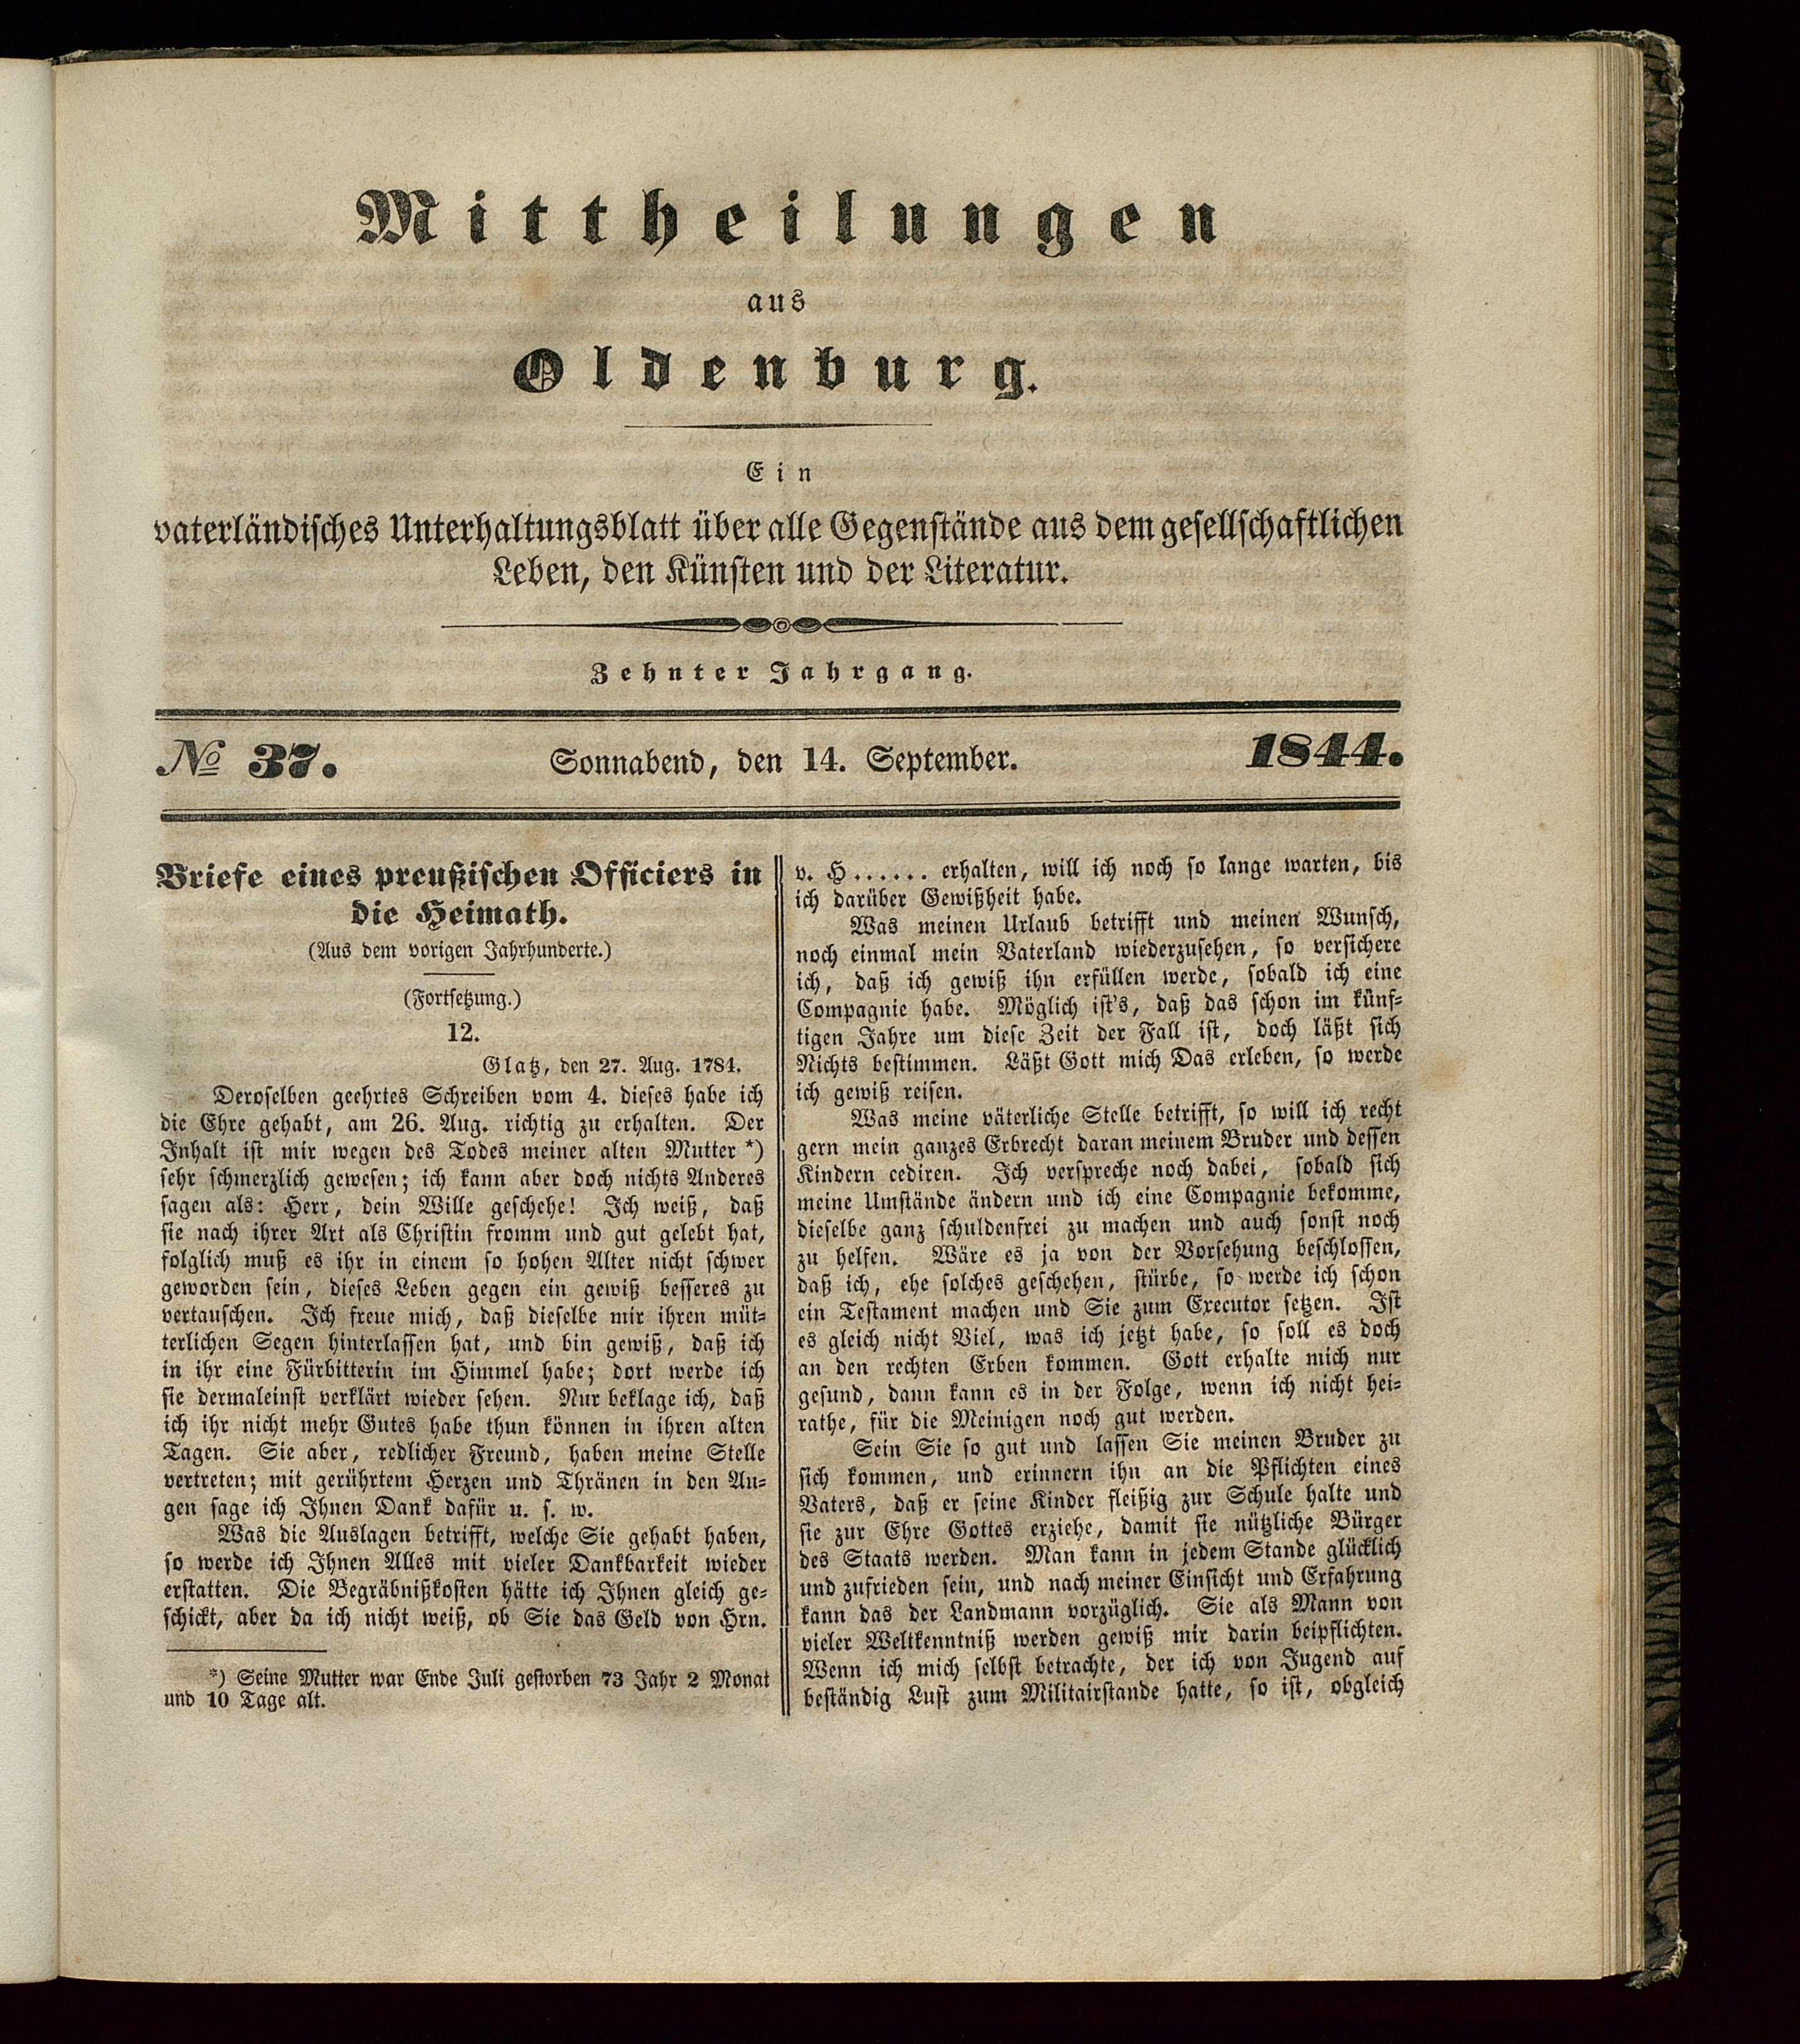 Mittheilungen
aus
Oldenburg.
Ein
vaterländisches Unterhaltungsblatt über alle Gegenstände aus dem gesellschaftlichen
Leben, den Künsten und der Literatur.
Zehnter Jahrgang.
№ 37. Sonnabend, den 14. September. 1844.
Briefe eines preußischen Officiers in
die Heimath.
(Aus dem vorigen Jahrhunderte.)
(Fortsetzung.)
12.
Glatz, den 27. Aug. 1784.
Deroselben geehrtes Schreiben vom 4. dieses habe ich
die Ehre gehabt, am 26. Aug. richtig zu erhalten. Der
Inhalt ist mir wegen des Todes meiner alten Mutter *)
sehr schmerzlich gewesen; ich kann aber doch nichts Anderes
sagen als: Herr, dein Wille geschehe! Ich weiß, daß
sie nach ihrer Art als Christin fromm und gut gelebt hat,
folglich muß es ihr in einem so hohen Alter nicht schwer
geworden sein, dieses Leben gegen ein gewiß besseres zu
vertauschen. Ich freue mich, daß dieselbe mir ihren müt-
terlichen Segen hinterlassen hat, und bin gewiß, daß ich
in ihr eine Fürbitterin im Himmel habe; dort werde ich
sie dermaleinst verklärt wieder sehen. Nur beklage ich, daß
ich ihr nicht mehr Gutes habe thun können in ihren alten
Tagen. Sie aber, redlicher Freund, haben meine Stelle
vertreten; mit gerührtem Herzen und Thränen in den Au-
gen sage ich Ihnen Dank dafür u. s. w.
Was die Auslagen betrifft, welche Sie gehabt haben,
so werde ich Ihnen Alles mit vieler Dankbarkeit wieder
erstatten. Die Begräbnißkosten hätte ich Ihnen gleich ge-
schickt, aber da ich nicht weiß, ob Sie das Geld von Hrn.
*) Seine Mutter war Ende Juli gestorben 73 Jahr 2 Monat
und 10 Tage alt.
v. H...... erhalten, will ich noch so lange warten, bis
ich darüber Gewißheit habe.
Was meinen Urlaub betrifft und meinen Wunsch,
noch einmal mein Vaterland wiederzusehen, so versichere
ich, daß ich gewiß ihn erfüllen werde, sobald ich eine
Compagnie habe. Möglich ist's, daß das schon im künf-
tigen Jahre um diese Zeit der Fall ist, doch läßt sich
Nichts bestimmen. Läßt Gott mich Das erleben, so werde
ich gewiß reisen.
Was meine väterliche Stelle betrifft, so will ich recht
gern mein ganzes Erbrecht daran meinem Bruder und dessen
Kindern cediren. Ich verspreche noch dabei, sobald sich
meine Umstände ändern und ich eine Compagnie bekomme,
dieselbe ganz schuldenfrei zu machen und auch sonst noch
zu helfen. Wäre es ja von der Vorsehung beschlossen,
daß ich, ehe solches geschehen, stürbe, so werde ich schon
ein Testament machen und Sie zum Executor setzen. Ist
es gleich nicht Viel, was ich jetzt habe, so soll es doch
an den rechten Erben kommen. Gott erhalte mich nur
gesund, dann kann es in der Folge, wenn ich nicht hei-
rathe, für die Meinigen noch gut werden.
Sein Sie so gut und lassen Sie meinen Bruder zu
sich kommen, und erinnern ihn an die Pflichten eines
Vaters, daß er seine Kinder fleißig zur Schule halte und
sie zur Ehre Gottes erziehe, damit sie nützliche Bürger
des Staats werden. Man kann in jedem Stande glücklich
und zufrieden sein, und nach meiner Einsicht und Erfahrung
kann das der Landmann vorzüglich. Sie als Mann von
vieler Weltkenntniß werden gewiß mir darin beipflichten.
Wenn ich mich selbst betrachte, der ich von Jugend auf
beständig Lust zum Militairstande hatte, so ist, obgleich